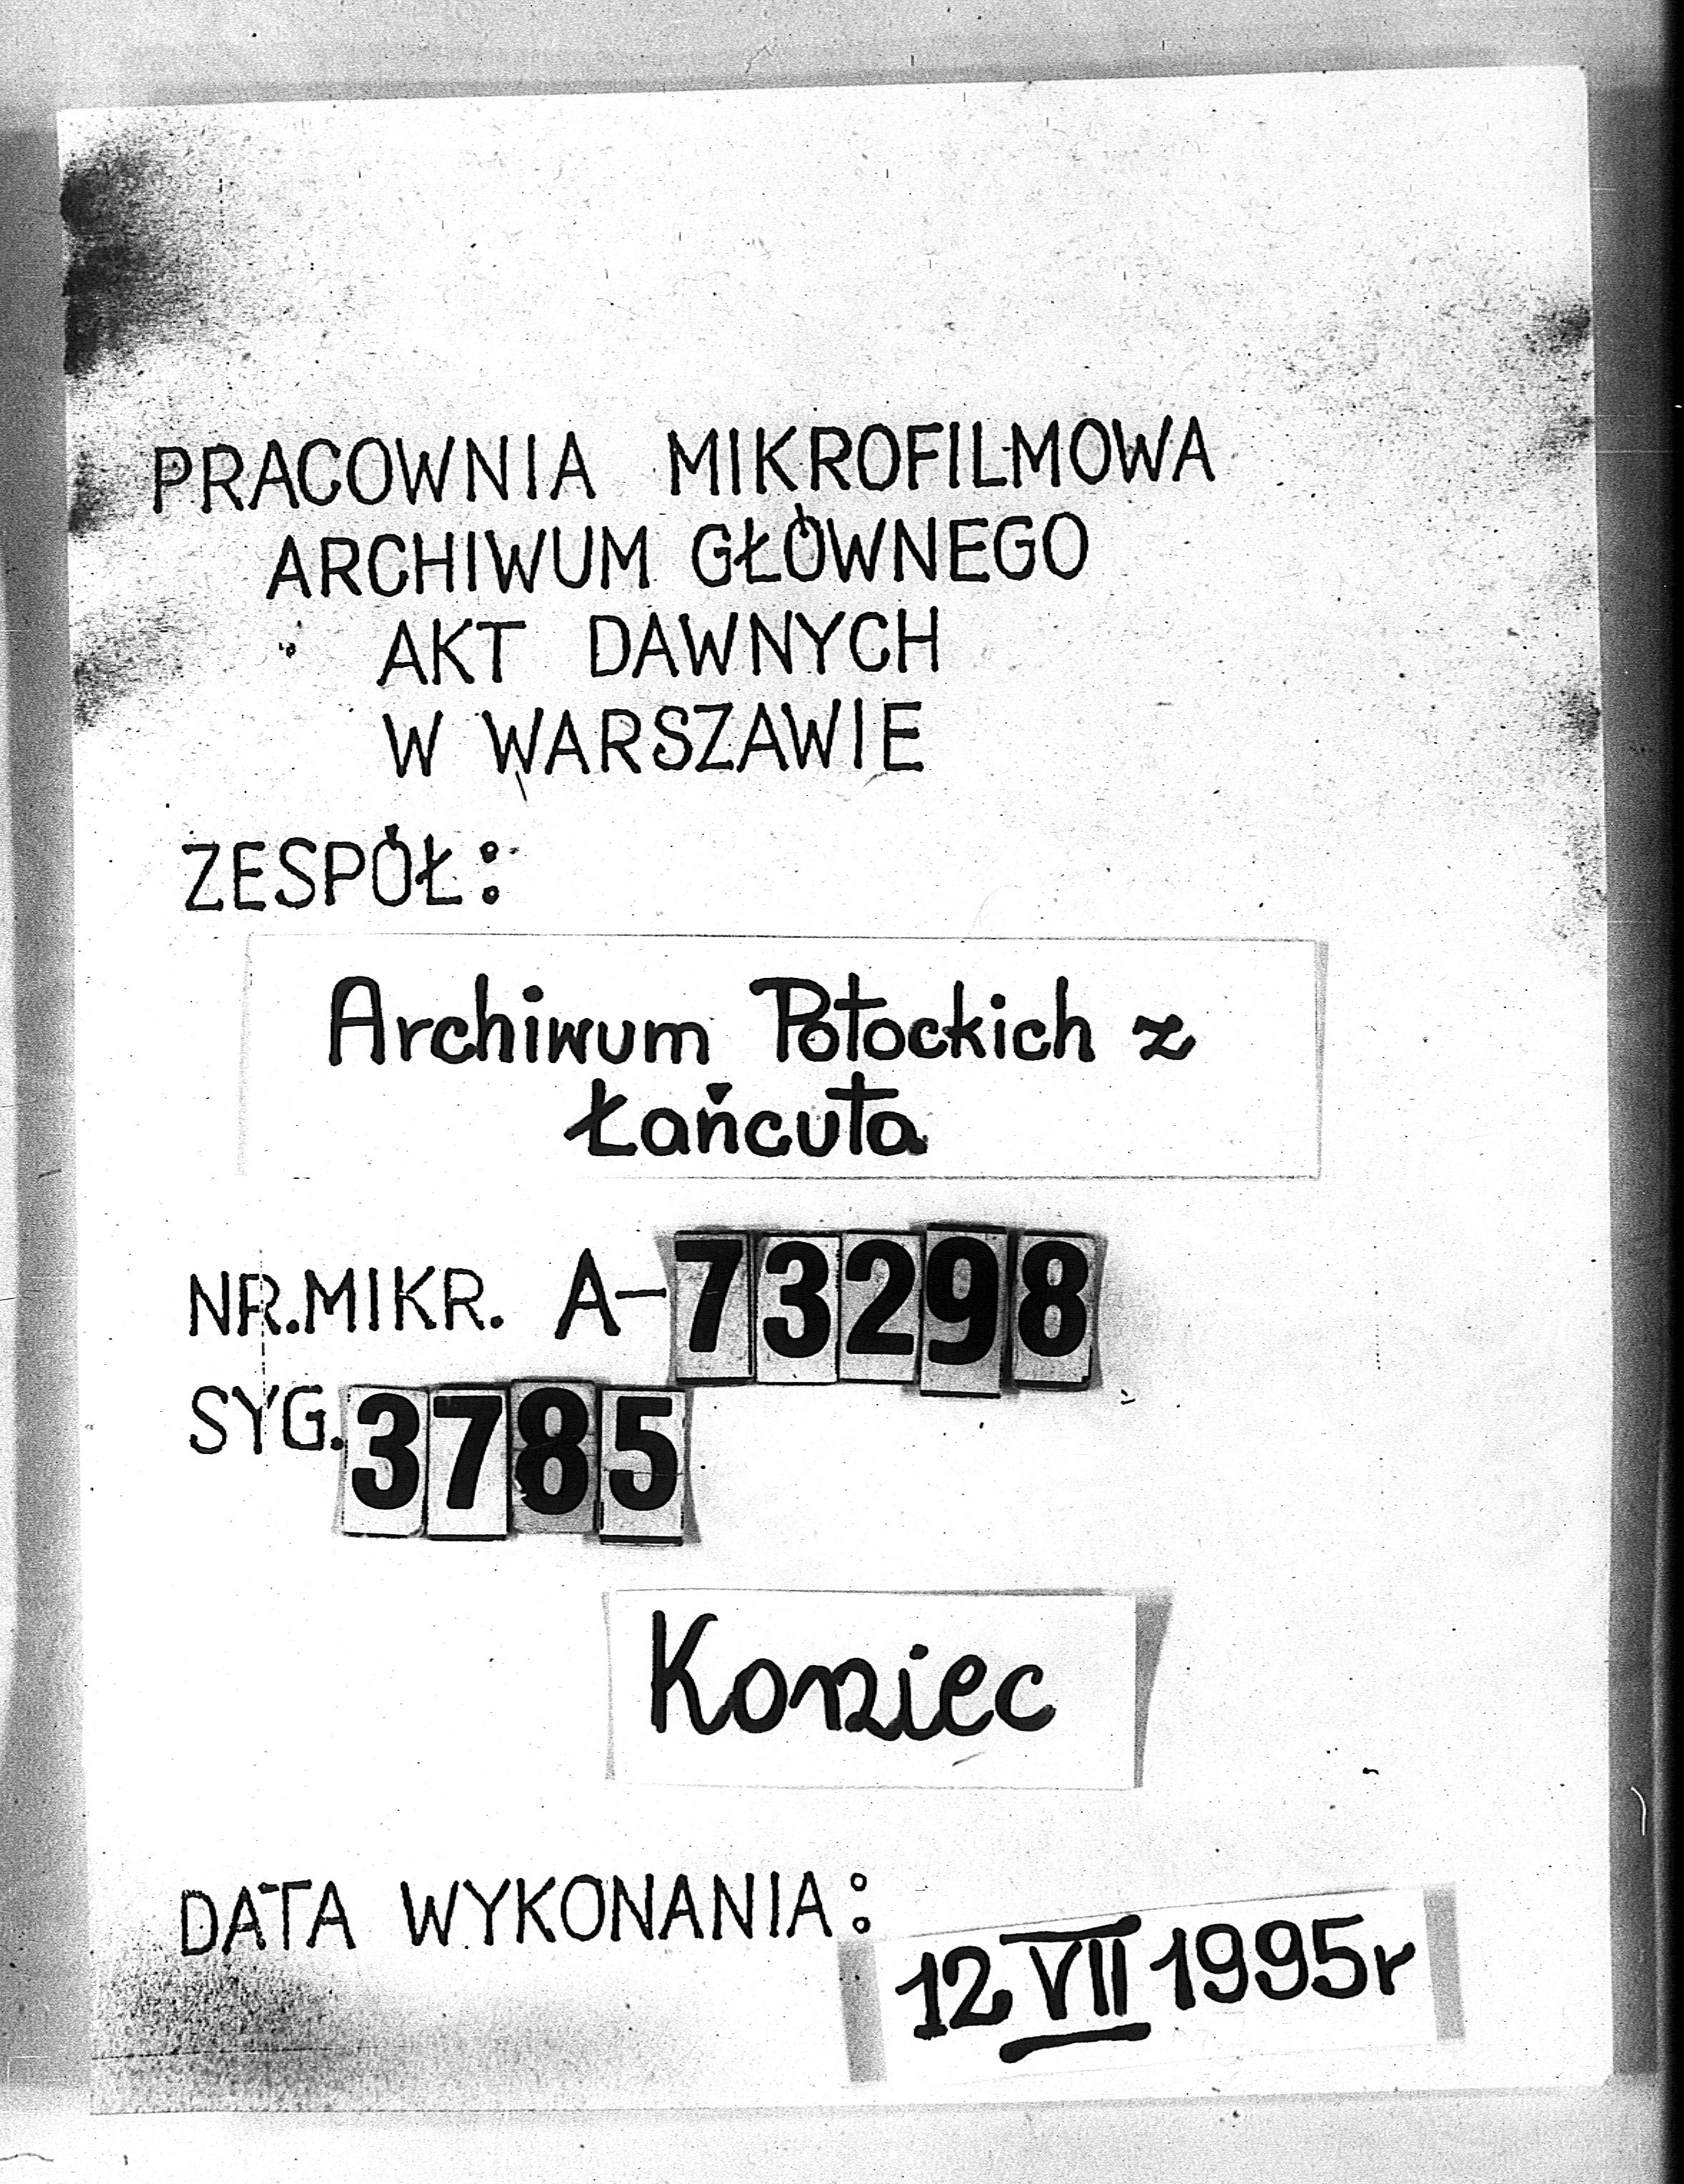 PRACOWNIA MIKROFILMOWA
ARCHIWUM GŁÓWNEGO
AKT DAWNYCH
W WARSZAWIE
ZESPÓŁ:
Archiwum Potockich z
Łańcuta
NR.MIKR. A-73298
SYG. 3785
Koniec
DATA WYKONANIA:
12 VII 1995r